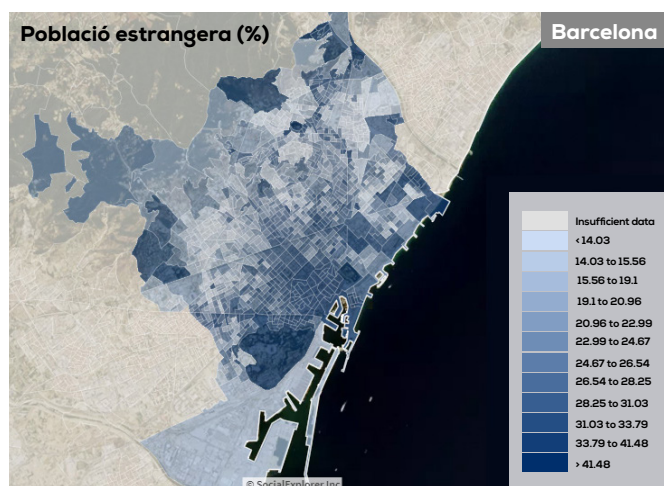 Població estrangera (%)
Barcelona
Insufficient data
< 14.03
14.03 to 15.56
15.56 to 19.1
19.1 to 20.96
20.96 to 22.99
22.99 to 24.67
24.67 to 26.54
26.54 to 28.25
28.25 to 31.03
31.03 to 33.79
33.79 to 41.48
> 41.48
© SocialExplorer Inc